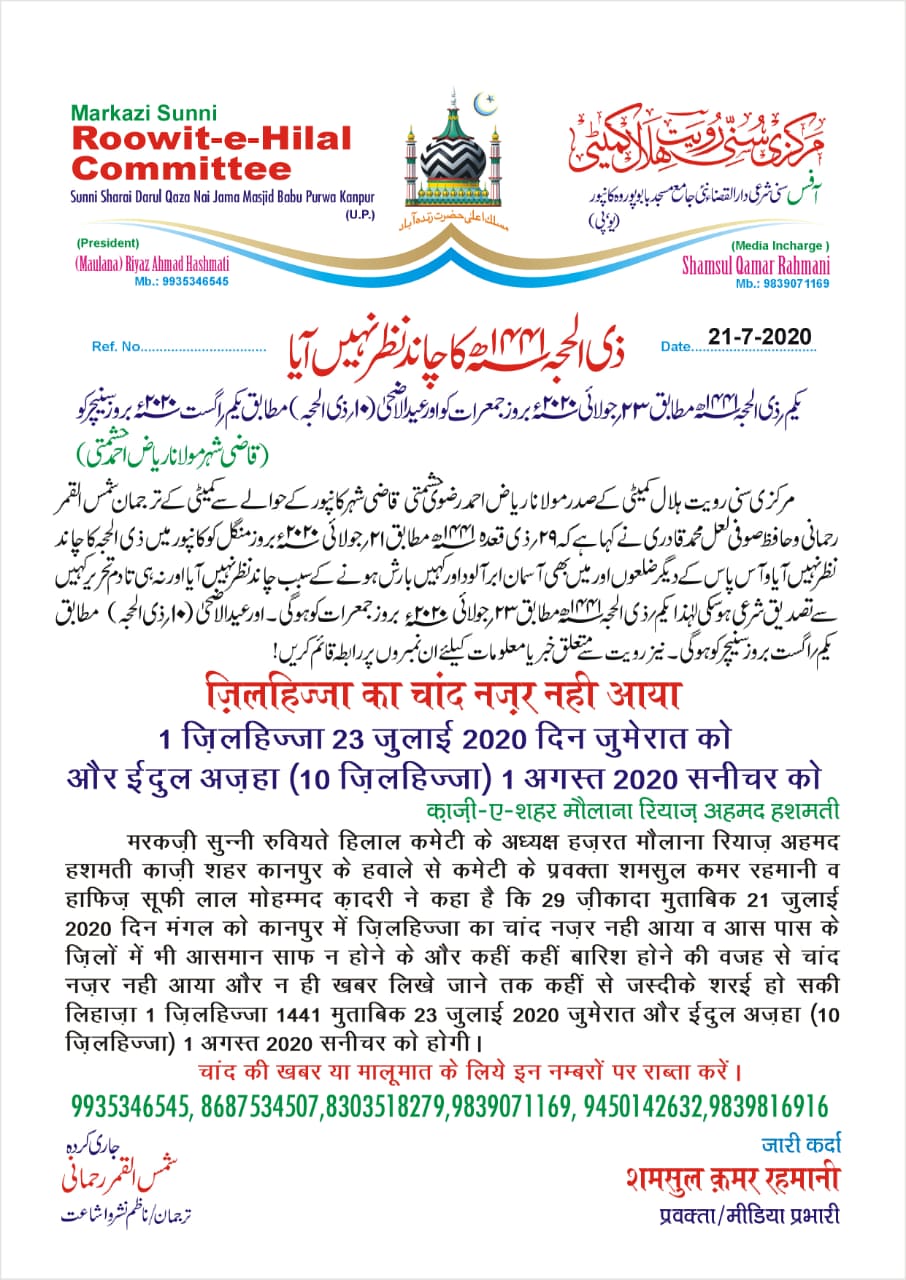 Markazi Sunni
Roowit-e-Hilal
Committee
Sunni Sharai Darul Qaza Nai Jama Masjid Babu Purwa Kanpur
(U.P.)
مرکزی سُنّی رویت ہلال کمیٹی
آفس سنی شرعی دارالقضاء نئی جامع مسجد بابو پوروہ کانپور
(یو پی)
مسلک اعلیٰ حضرت زندہ آباد
(President)
(Maulana) Riyaz Ahmad Hashmati
Mb.: 9935346545
(Media Incharge )
Shamsul Qamar Rahmani
Mb.: 9839071169
Ref. No...............................
ذی الحجہ ۱۴۴۱ھ کا چاند نظر نہیں آیا
Date...............................
21-7-2020
یکم ذی الحجہ ۱۴۴۱ھ مطابق ۲۳؍جولائی ۲۰۲۰ء بروز جمعرات کو اور عیدالاضحیٰ (۱۰؍ذی الحجہ) مطابق یکم؍اگست ۲۰۲۰ء بروز سنیچر کو
(قاضی شہر مولانا ریاض احمد حشمتی)
مرکزی سنی رویت ہلال کمیٹی کے صدر مولانا ریاض احمد رضوی حشمتی قاضی شہر کانپور کے حوالے سے کمیٹی کے ترجمان شمس القمر
رحمانی و حافظ صوفی لعل محمد قادری نے کہا ہے کہ ۲۹؍ذی قعدہ ۱۴۴۱ھ مطابق ۲۱؍جولائی ۲۰۲۰ء بروز منگل کو کانپور میں ذی الحجہ کا چاند
نظر نہیں آیا و آس پاس کے دیگر ضلعوں اور میں بھی آسمان ابر آلود اور کہیں بارش ہونے کے سبب چاند نظر نہیں آیا اور نہ ہی تادم تحریر کہیں
سے تصدیق شرعی ہوسکی لہٰذا یکم؍ذی الحجہ ۱۴۴۱ھ مطابق ۲۳؍جولائی ۲۰۲۰ء بروز جمعرات کو ہوگی۔ اور عیدالاضحیٰ (۱۰؍ذی الحجہ) مطابق
یکم؍اگست بروز سنیچر کو ہوگی۔ نیز رویت سے متعلق خبر یا معلومات کیلئے ان نمبروں پر رابطہ قائم کریں!
ज़िलहिज्जा का चांद नज़र नही आया
1 ज़िलहिज्जा 23 जुलाई 2020 दिन जुमेरात को
और ईदुल अज़हा (10 ज़िलहिज्जा) 1 अगस्त 2020 सनीचर को
क़ाज़ी-ए-शहर मौलाना रियाज़ अहमद हशमती
मरकज़ी सुन्नी रुवियते हिलाल कमेटी के अध्यक्ष हज़रत मौलाना रियाज़ अहमद
हशमती काज़ी शहर कानपुर के हवाले से कमेटी के प्रवक्ता शमसुल कमर रहमानी व
हाफिज़ सूफी लाल मोहम्मद क़ादरी ने कहा है कि 29 ज़ीकादा मुताबिक 21 जुलाई
2020 दिन मंगल को कानपुर में ज़िलहिज्जा का चांद नज़र नही आया व आस पास के
ज़िलों में भी आसमान साफ न होने के और कहीं कहीं बारिश होने की वजह से चांद
नज़र नही आया और न ही खबर लिखे जाने तक कहीं से जस्दीके शरई हो सकी
लिहाज़ा 1 ज़िलहिज्जा 1441 मुताबिक 23 जुलाई 2020 जुमेरात और ईदुल अज़हा (10
ज़िलहिज्जा) 1 अगस्त 2020 सनीचर को होगी।
चांद की खबर या मालूमात के लिये इन नम्बरों पर राब्ता करें।
9935346545, 8687534507,8303518279,9839071169, 9450142632,9839816916
جاری کردہ
شمس القمر رحمانی
ترجمان/ناظم نشر و اشاعت
जारी कर्दा
शमसुल क़मर रहमानी
प्रवक्ता/मीडिया प्रभारी